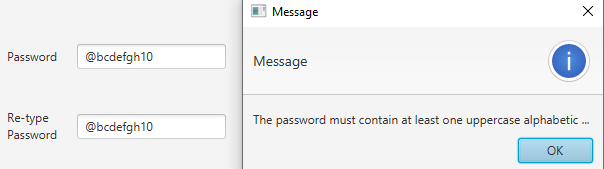 Message
Message
Password
@bcdefgh10
Re-type
Password
@bcdefgh10
The password must contain at least one uppercase alphabetic ...
OK